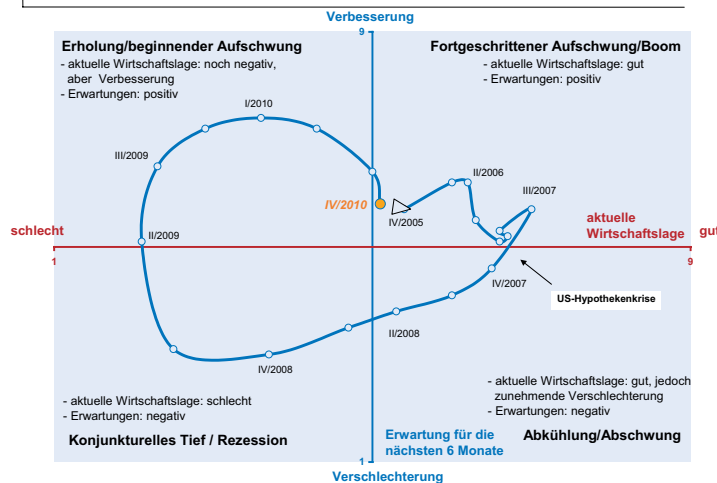 Verbesserung
9
Erholung/beginnender Aufschwung
- aktuelle Wirtschaftslage: noch negativ,
aber Verbesserung
- Erwartungen: positiv
Fortgeschrittener Aufschwung/Boom
- aktuelle Wirtschaftslage: gut
- Erwartungen: positiv
I/2010
III/2009
II/2006
III/2007
IV/2010
IV/2005
aktuelle
Wirtschaftslage
schlecht
gut
II/2009
1
9
IV/2007
US-Hypothekenkrise
II/2008
IV/2008
- aktuelle Wirtschaftslage: gut, jedoch
zunehmende Verschlechterung
- Erwartungen: negativ
- aktuelle Wirtschaftslage: schlecht
- Erwartungen: negativ
Konjunkturelles Tief / Rezession
Erwartung für die
nächsten 6 Monate
Abkühlung/Abschwung
1
Verschlechterung